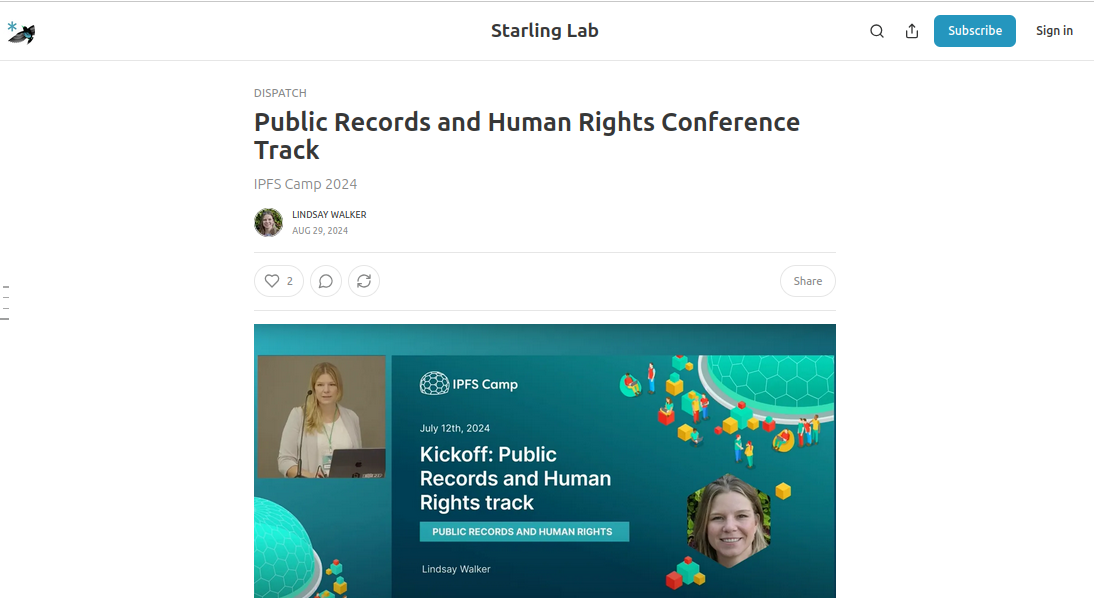 Starling Lab
Subscribe
Sign in
DISPATCH
Public Records and Human Rights Conference
Track
IPFS Camp 2024
LINDSAY WALKER
AUG 29, 2024
2
Share
IPFS Camp
July 12th, 2024
Kickoff: Public
Records and Human
Rights track
PUBLIC RECORDS AND HUMAN RIGHTS
Lindsay Walker